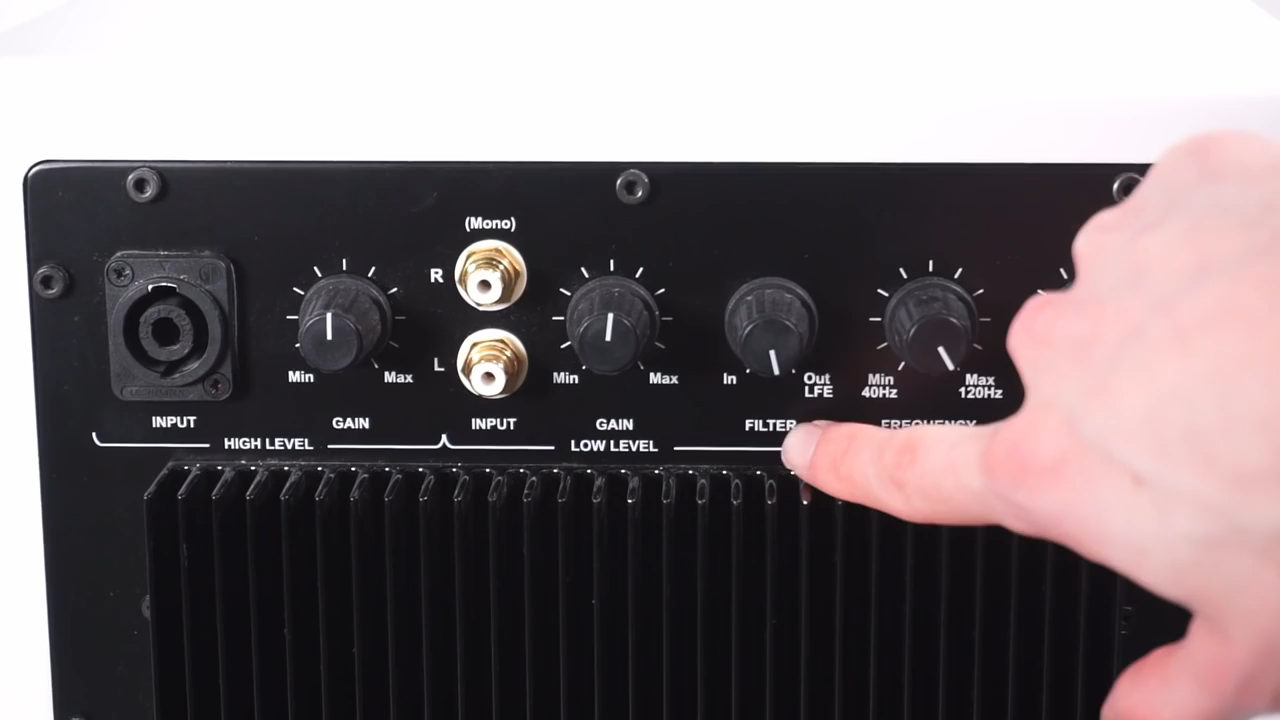 (Mono)
R
L
Min
Max
Min
Max
In
Out
LFE
Min
40Hz
Max
120Hz
INPUT
GAIN
INPUT
GAIN
FILTER
FREQUENCY
HIGH LEVEL
LOW LEVEL